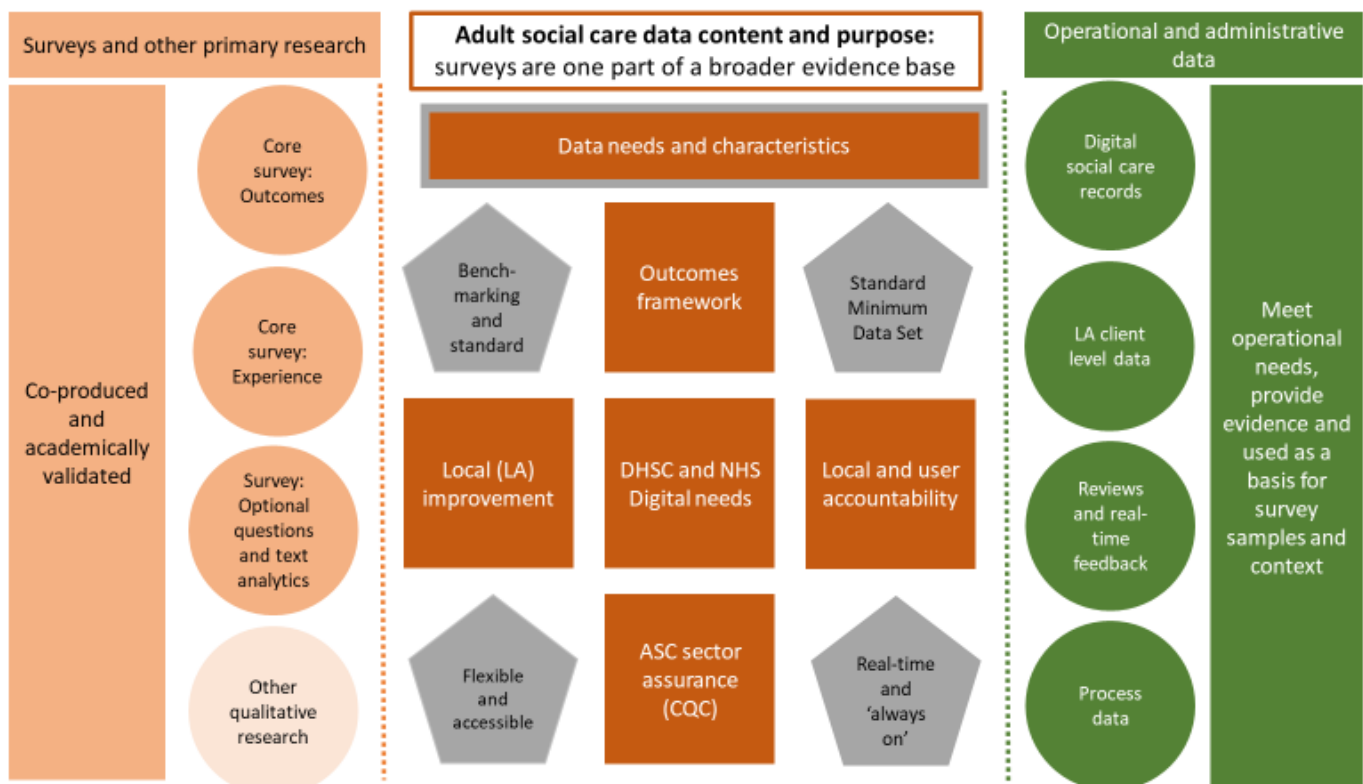 Surveys and other primary research
Co-produced
and
academically
validated
Core
survey:
Outcomes
Core
survey:
Experience
Survey:
Optional
questions
and text
analytics
Other
qualitative
research
Adult social care data content and purpose:
surveys are one part of a broader evidence base
Data needs and characteristics
Bench-
marking
and
standard
Outcomes
framework
Standard
Minimum
Data Set
Local (LA)
improvement
DHSC and NHS
Digital needs
Local and user
accountability
Flexible
and
accessible
ASC sector
assurance
(CQC)
Real-time
and
‘always
on’
Operational and administrative
data
Digital
social care
records
LA client
level data
Reviews
and real-
time
feedback
Process
data
Meet
operational
needs,
provide
evidence and
used as a
basis for
survey
samples and
context